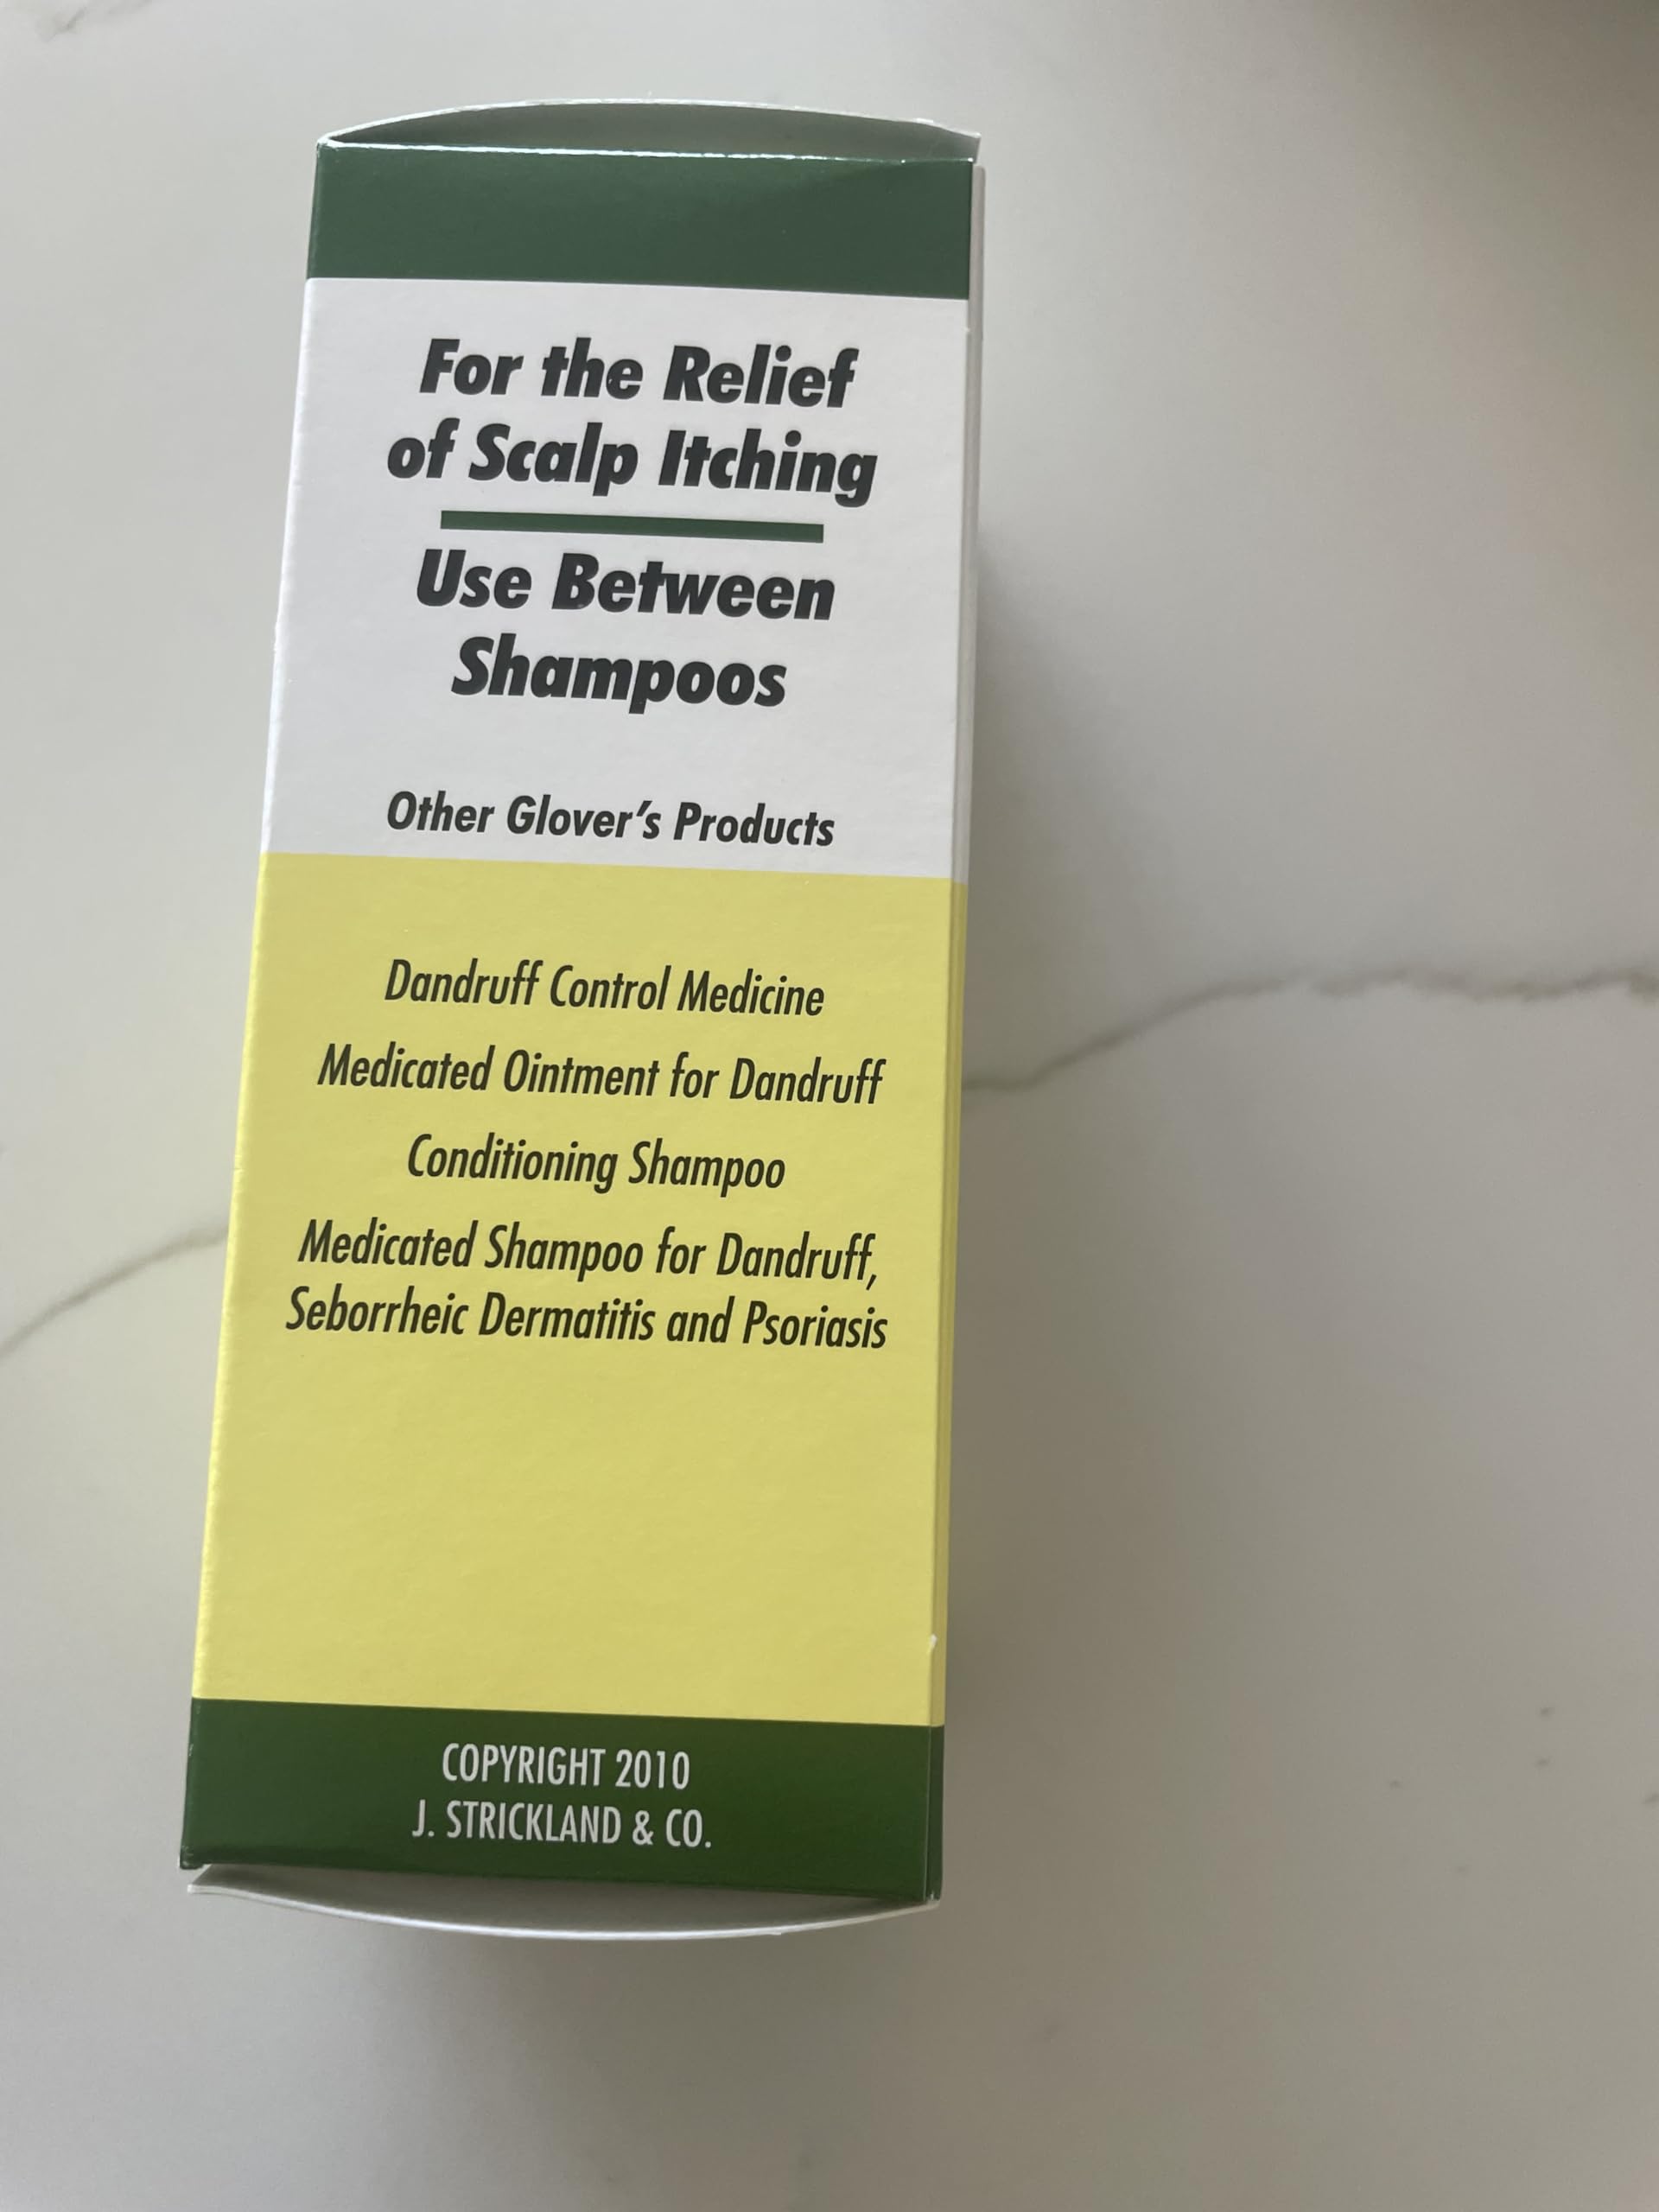 For the Relief
of Scalp Itching
Use Between
Shampoos
Other Glover's Products
Dandruff Control Medicine
Medicated Ointment for Dandruff
Conditioning Shampoo
Medicated Shampoo for Dandruff,
Seborrheic Dermatitis and Psoriasis
COPYRIGHT 2010
J. STRICKLAND & CO.